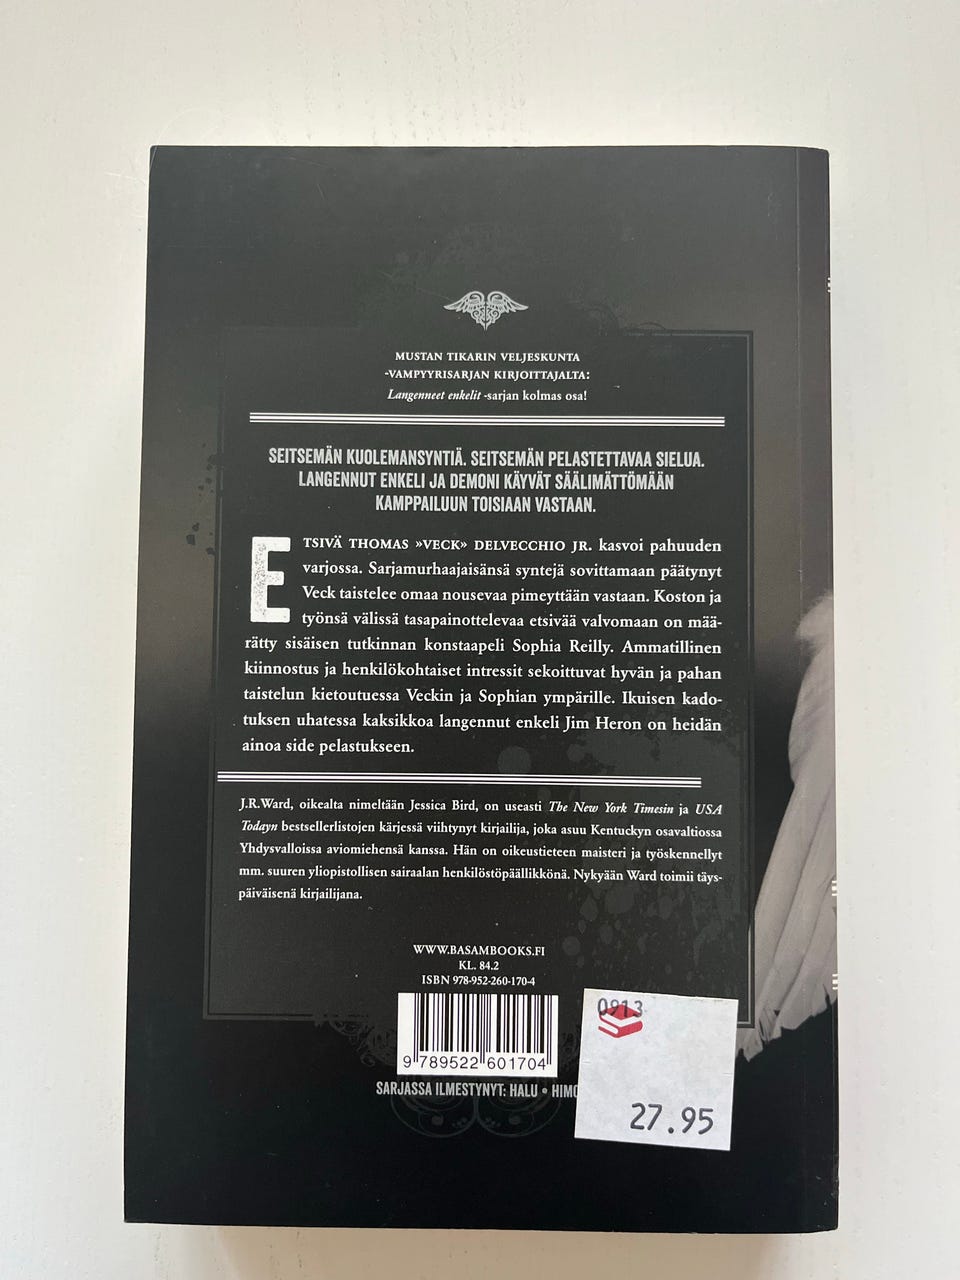 MUSTAN TIKARIN VELJESKUNTA
-VAMPYYRISARJAN KIRJOITTAJALTA:
Langenneet enkelit -sarjan kolmas osa!
SEITSEMÄN KUOLEMANSYNTIÄ. SEITSEMÄN PELASTETTAVAA SIELUA.
LANGENNUT ENKELI JA DEMONI KÄYVÄT SÄÄLIMÄTTÖMÄÄN
KAMPPAILUUN TOISIAAN VASTAAN.
ETSIVÄ THOMAS »VECK» DELVECCHIO JR. kasvoi pahuuden
varjossa. Sarjamurhaajaisänsä syntejä sovittamaan päätynyt
Veck taistelee omaa nousevaa pimeyttään vastaan. Koston ja
työnsä välissä tasapainottelevaa etsivää valvomaan on mää-
rätty sisäisen tutkinnan konstaapeli Sophia Reilly. Ammatillinen
kiinnostus ja henkilökohtaiset intressit sekoittuvat hyvän ja pahan
taistelun kietoutuessa Veckin ja Sophian ympärille. Ikuisen kado-
tuksen uhatessa kaksikkoa langennut enkeli Jim Heron on heidän
ainoa side pelastukseen.
J.R.Ward, oikealta nimeltään Jessica Bird, on useasti The New York Timesin ja USA
Todayn bestsellerlistojen kärjessä viihtynyt kirjailija, joka asuu Kentuckyn osavaltiossa
Yhdysvalloissa aviomiehensä kanssa. Hän on oikeustieteen maisteri ja työskennellyt
mm. suuren yliopistollisen sairaalan henkilöstöpäällikkönä. Nykyään Ward toimii täys-
päiväisenä kirjailijana.
WWW.BASAMBOOKS.FI
KL. 84.2
ISBN 978-952-260-170-4
9 789522 601704
SARJASSA ILMESTYNYT: HALU • HIMO
0913
27.95